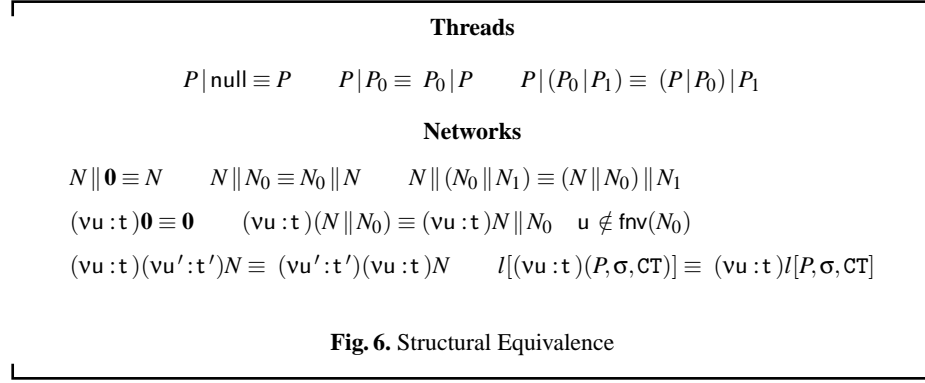 Threads
P | null ≡ P P | P₀ ≡ P₀ | P P | (P₀ | P₁) ≡ (P | P₀) | P₁
Networks
N ∥ 𝟎 ≡ N N ∥ N₀ ≡ N₀ ∥ N N ∥ (N₀ ∥ N₁) ≡ (N ∥ N₀) ∥ N₁
(νu : t)𝟎 ≡ 𝟎 (νu : t)(N ∥ N₀) ≡ (νu : t)N ∥ N₀ u ∉ fnv(N₀)
(νu : t)(νu′ : t′)N ≡ (νu′ : t′)(νu : t)N l[(νu : t)(P, σ, CT)] ≡ (νu : t)l[P, σ, CT]
Fig. 6. Structural Equivalence